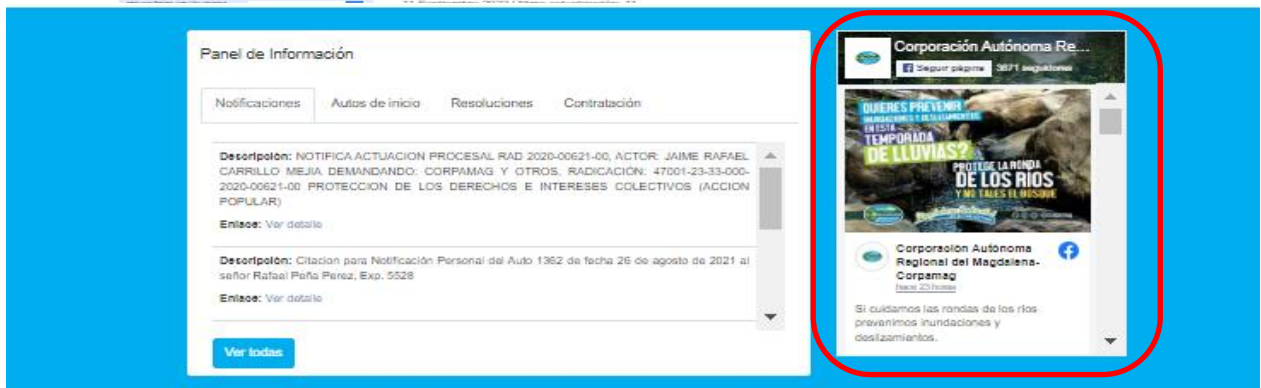 Panel de Información
Notificaciones Autos de inicio Resoluciones Contratación
Descripción: NOTIFICA ACTUACION PROCESAL RAD 2020-00621-00, ACTOR: JAIME RAFAEL
CARRILLO MEJIA DEMANDANDO: CORPAMAG Y OTROS, RADICACIÓN: 47001-23-33-000-
2020-00621-00 PROTECCION DE LOS DERECHOS E INTERESES COLECTIVOS (ACCION
POPULAR)
Enlace: Ver detalle
Descripción: Citacion para Notificación Personal del Auto 1362 de fecha 26 de agosto de 2021 al
señor Rafael Peña Perez, Exp. 5528
Enlace: Ver detalle
Ver todas
Corporación Autónoma Re...
Seguir página 3671 seguidores
QUIERES PREVENIR
INUNDACIONES Y DESLIZAMIENTOS
EN ESTA
TEMPORADA
DE LLUVIAS?
PROTEGE LA RONDA
DE LOS RIOS
Y NO TALES EL BOSQUE
Corporación Autónoma
Regional del Magdalena-
Corpamag
hace 23 horas
Si cuidamos las rondas de los ríos
prevenimos inundaciones y
deslizamientos.